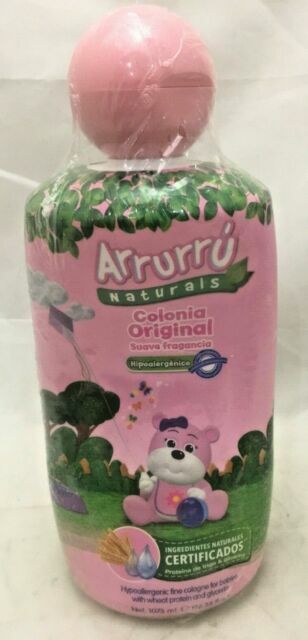 Arrurrú
Naturals
Colonia
Original
Suave fragancia
Hipoalergénico
INGREDIENTES NATURALES
CERTIFICADOS
Proteína de trigo & glicerina
Hypoallergenic fine cologne for babies
with wheat protein and glycerin